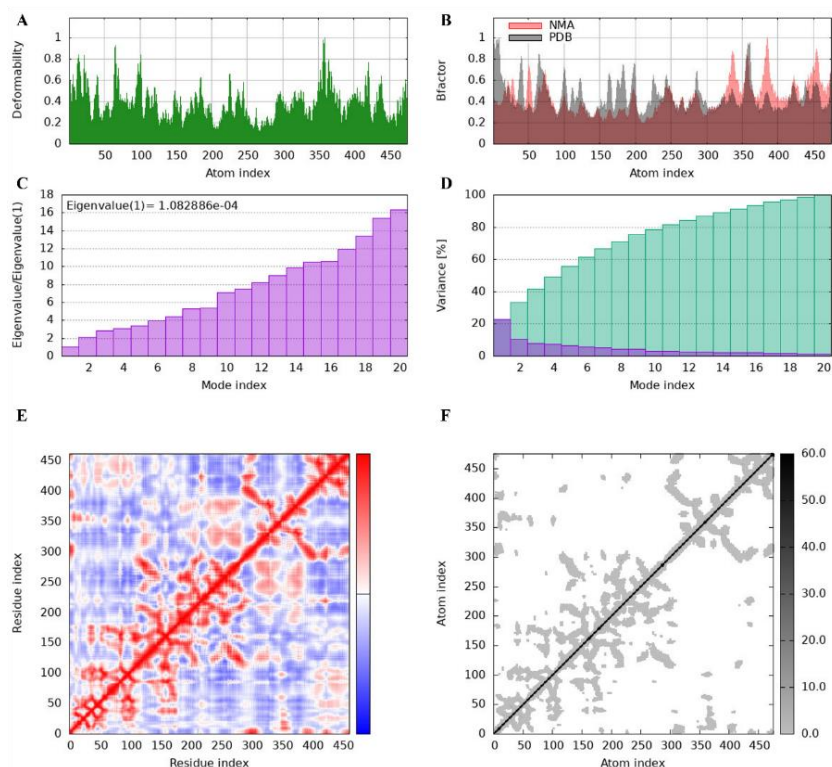 A
Deformability
1
0.8
0.6
0.4
0.2
0
50 100 150 200 250 300 350 400 450
Atom index
B
NMA
PDB
Bfactor
1
0.8
0.6
0.4
0.2
0
50 100 150 200 250 300 350 400 450
Atom index
C
Eigenvalue(1)= 1.082886e-04
Eigenvalue/Eigenvalue(1)
18
16
14
12
10
8
6
4
2
0
2 4 6 8 10 12 14 16 18 20
Mode index
D
Variance [%]
100
80
60
40
20
0
2 4 6 8 10 12 14 16 18 20
Mode index
E
Residue index
450
400
350
300
250
200
150
100
50
0
0 50 100 150 200 250 300 350 400 450
Residue index
F
Atom index
450
400
350
300
250
200
150
100
50
0
0 50 100 150 200 250 300 350 400 450
Atom index
60.0
50.0
40.0
30.0
20.0
10.0
0.0